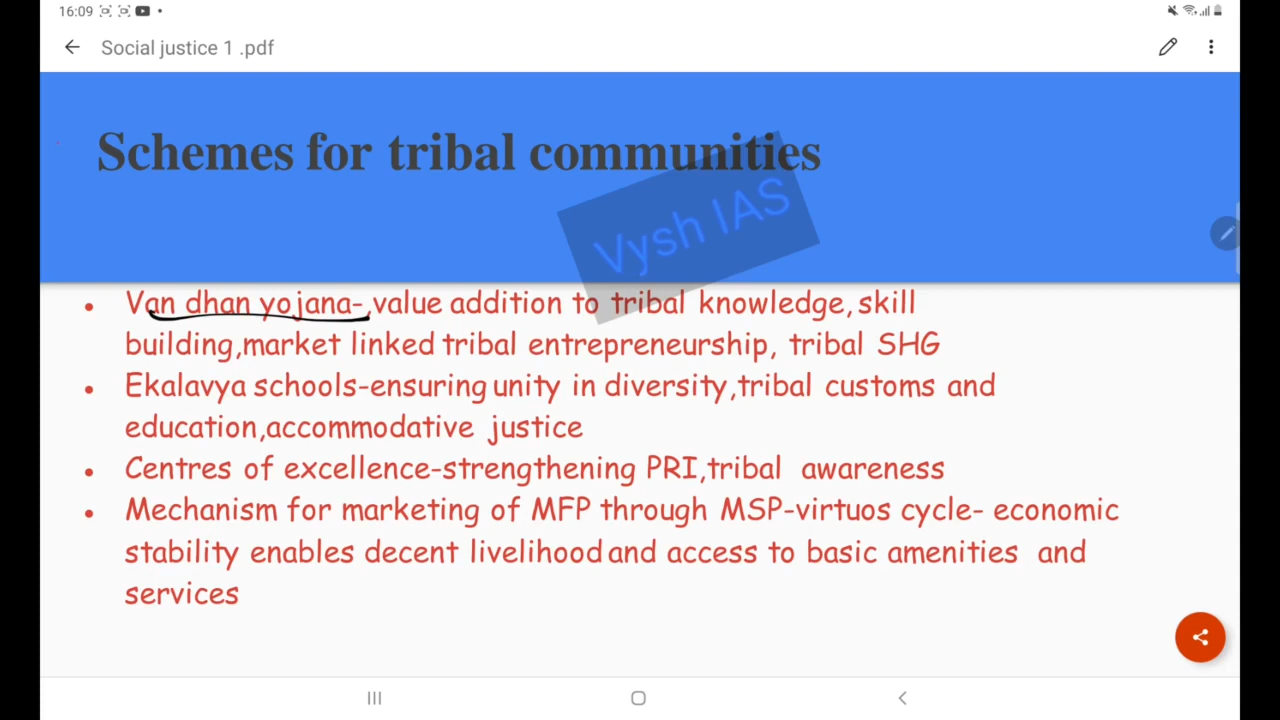 16:09
Social justice 1 .pdf
Schemes for tribal communities
Vysh IAS
• Van dhan yojana-,value addition to tribal knowledge, skill
building,market linked tribal entrepreneurship, tribal SHG
• Ekalavya schools-ensuring unity in diversity,tribal customs and
education,accommodative justice
• Centres of excellence-strengthening PRI,tribal awareness
• Mechanism for marketing of MFP through MSP-virtuos cycle- economic
stability enables decent livelihood and access to basic amenities and
services